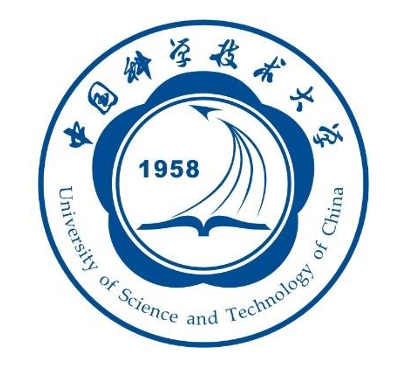 中国科学技术大学
1958
University of Science and Technology of China